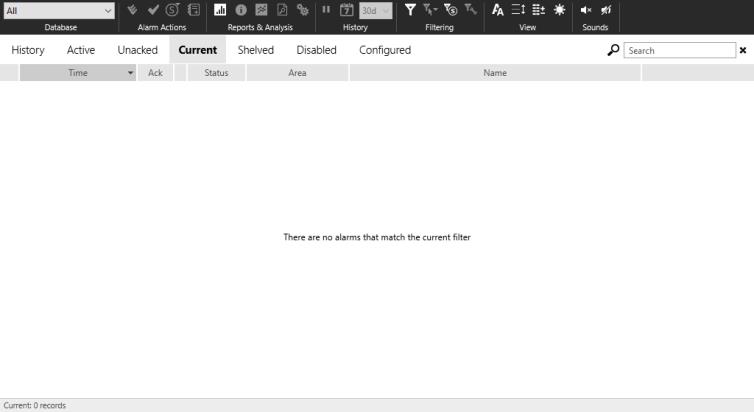 All
30d
Database
Alarm Actions
Reports & Analysis
History
Filtering
View
Sounds
History Active Unacked Current Shelved Disabled Configured
Search
Time Ack Status Area Name
There are no alarms that match the current filter
Current: 0 records